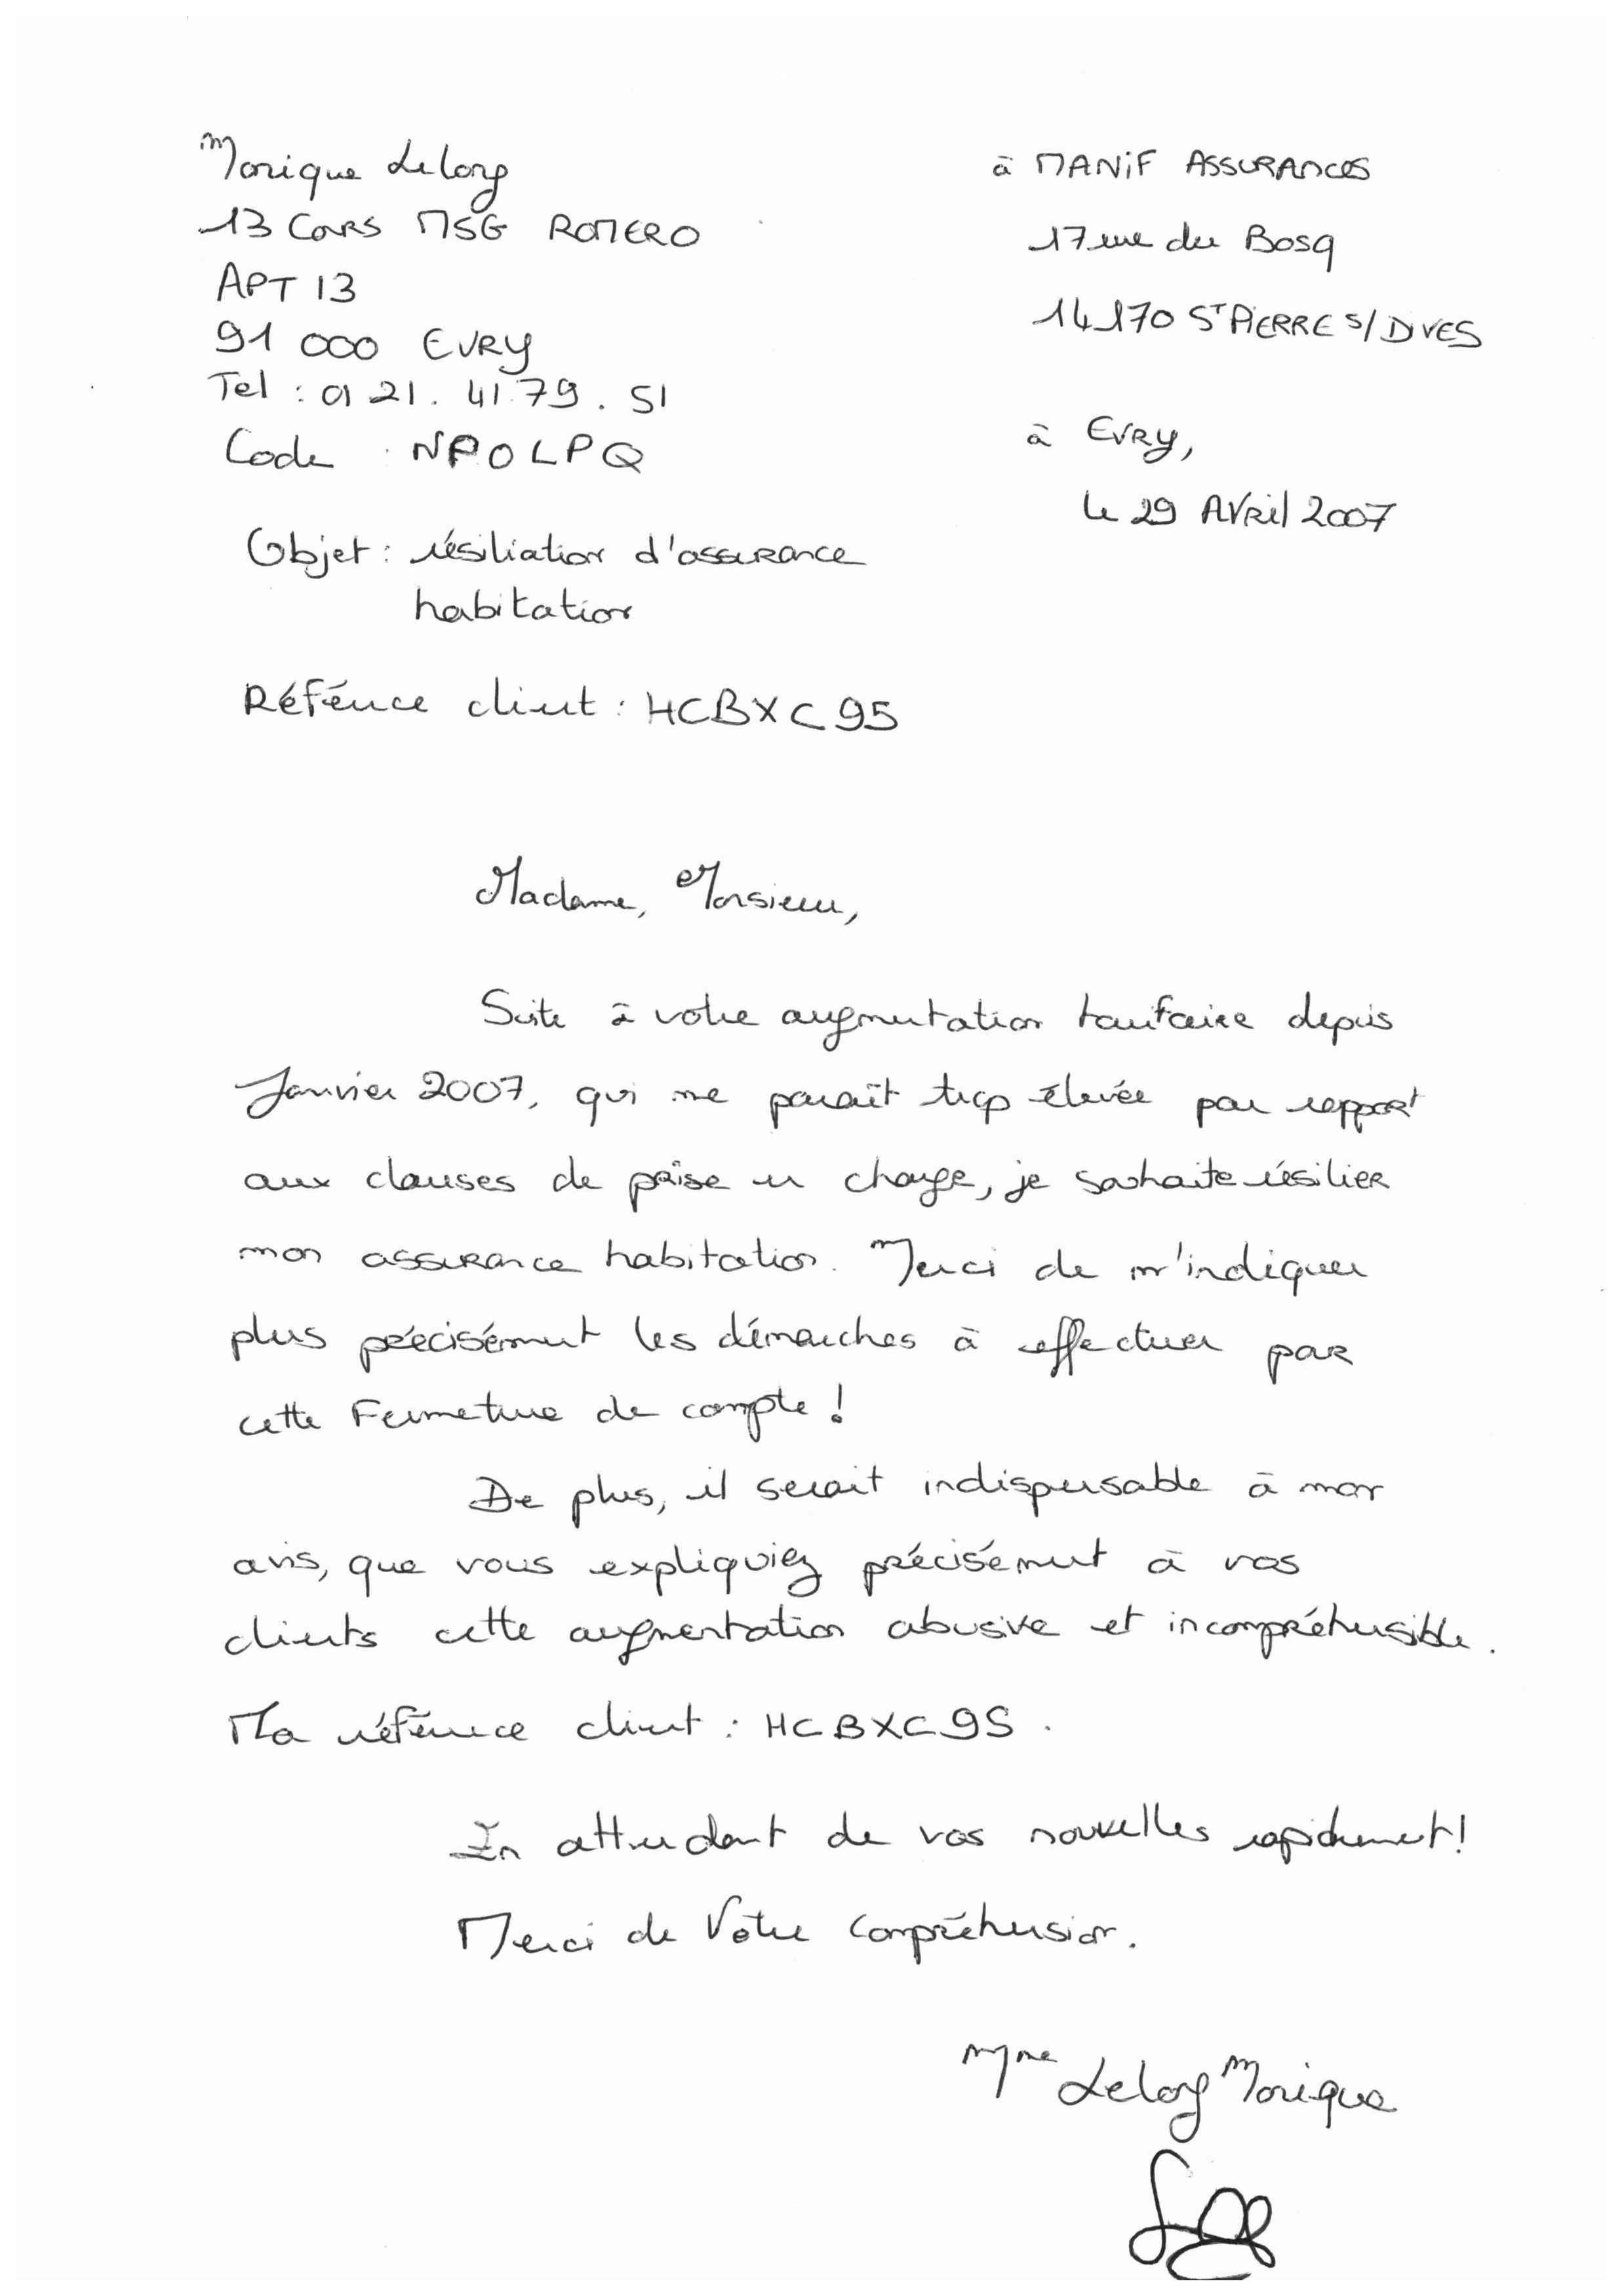 Monique Lelong
13 Cours MSG ROMERO
APT 13
91 000 EVRY
Tel : 01 21. 41.79. 51
Code NPOLPQ
à MANIF ASSURANCES
17 rue du Bosq
14170 ST PIERRE S/DIVES
à EVRY,
le 29 Avril 2007
Objet : résiliation d'assurance
habitation
Référence client : HCBXC95
Madame, Monsieur,
Suite à votre augmentation tarifaire depuis
Janvier 2007, qui me paraît trop élevée par rapport
aux clauses de prise en charge, je souhaite résilier
mon assurance habitation. Merci de m'indiquer
plus précisément les démarches à effectuer par
cette Fermeture de compte !
De plus, il serait indispensable à mon
avis, que vous expliquiez précisément à vos
clients cette augmentation abusive et incompréhensible.
Ma référence client : HCBXC95.
En attendant de vos nouvelles rapidement !
Merci de Votre Compréhension.
Mme Lelong Monique